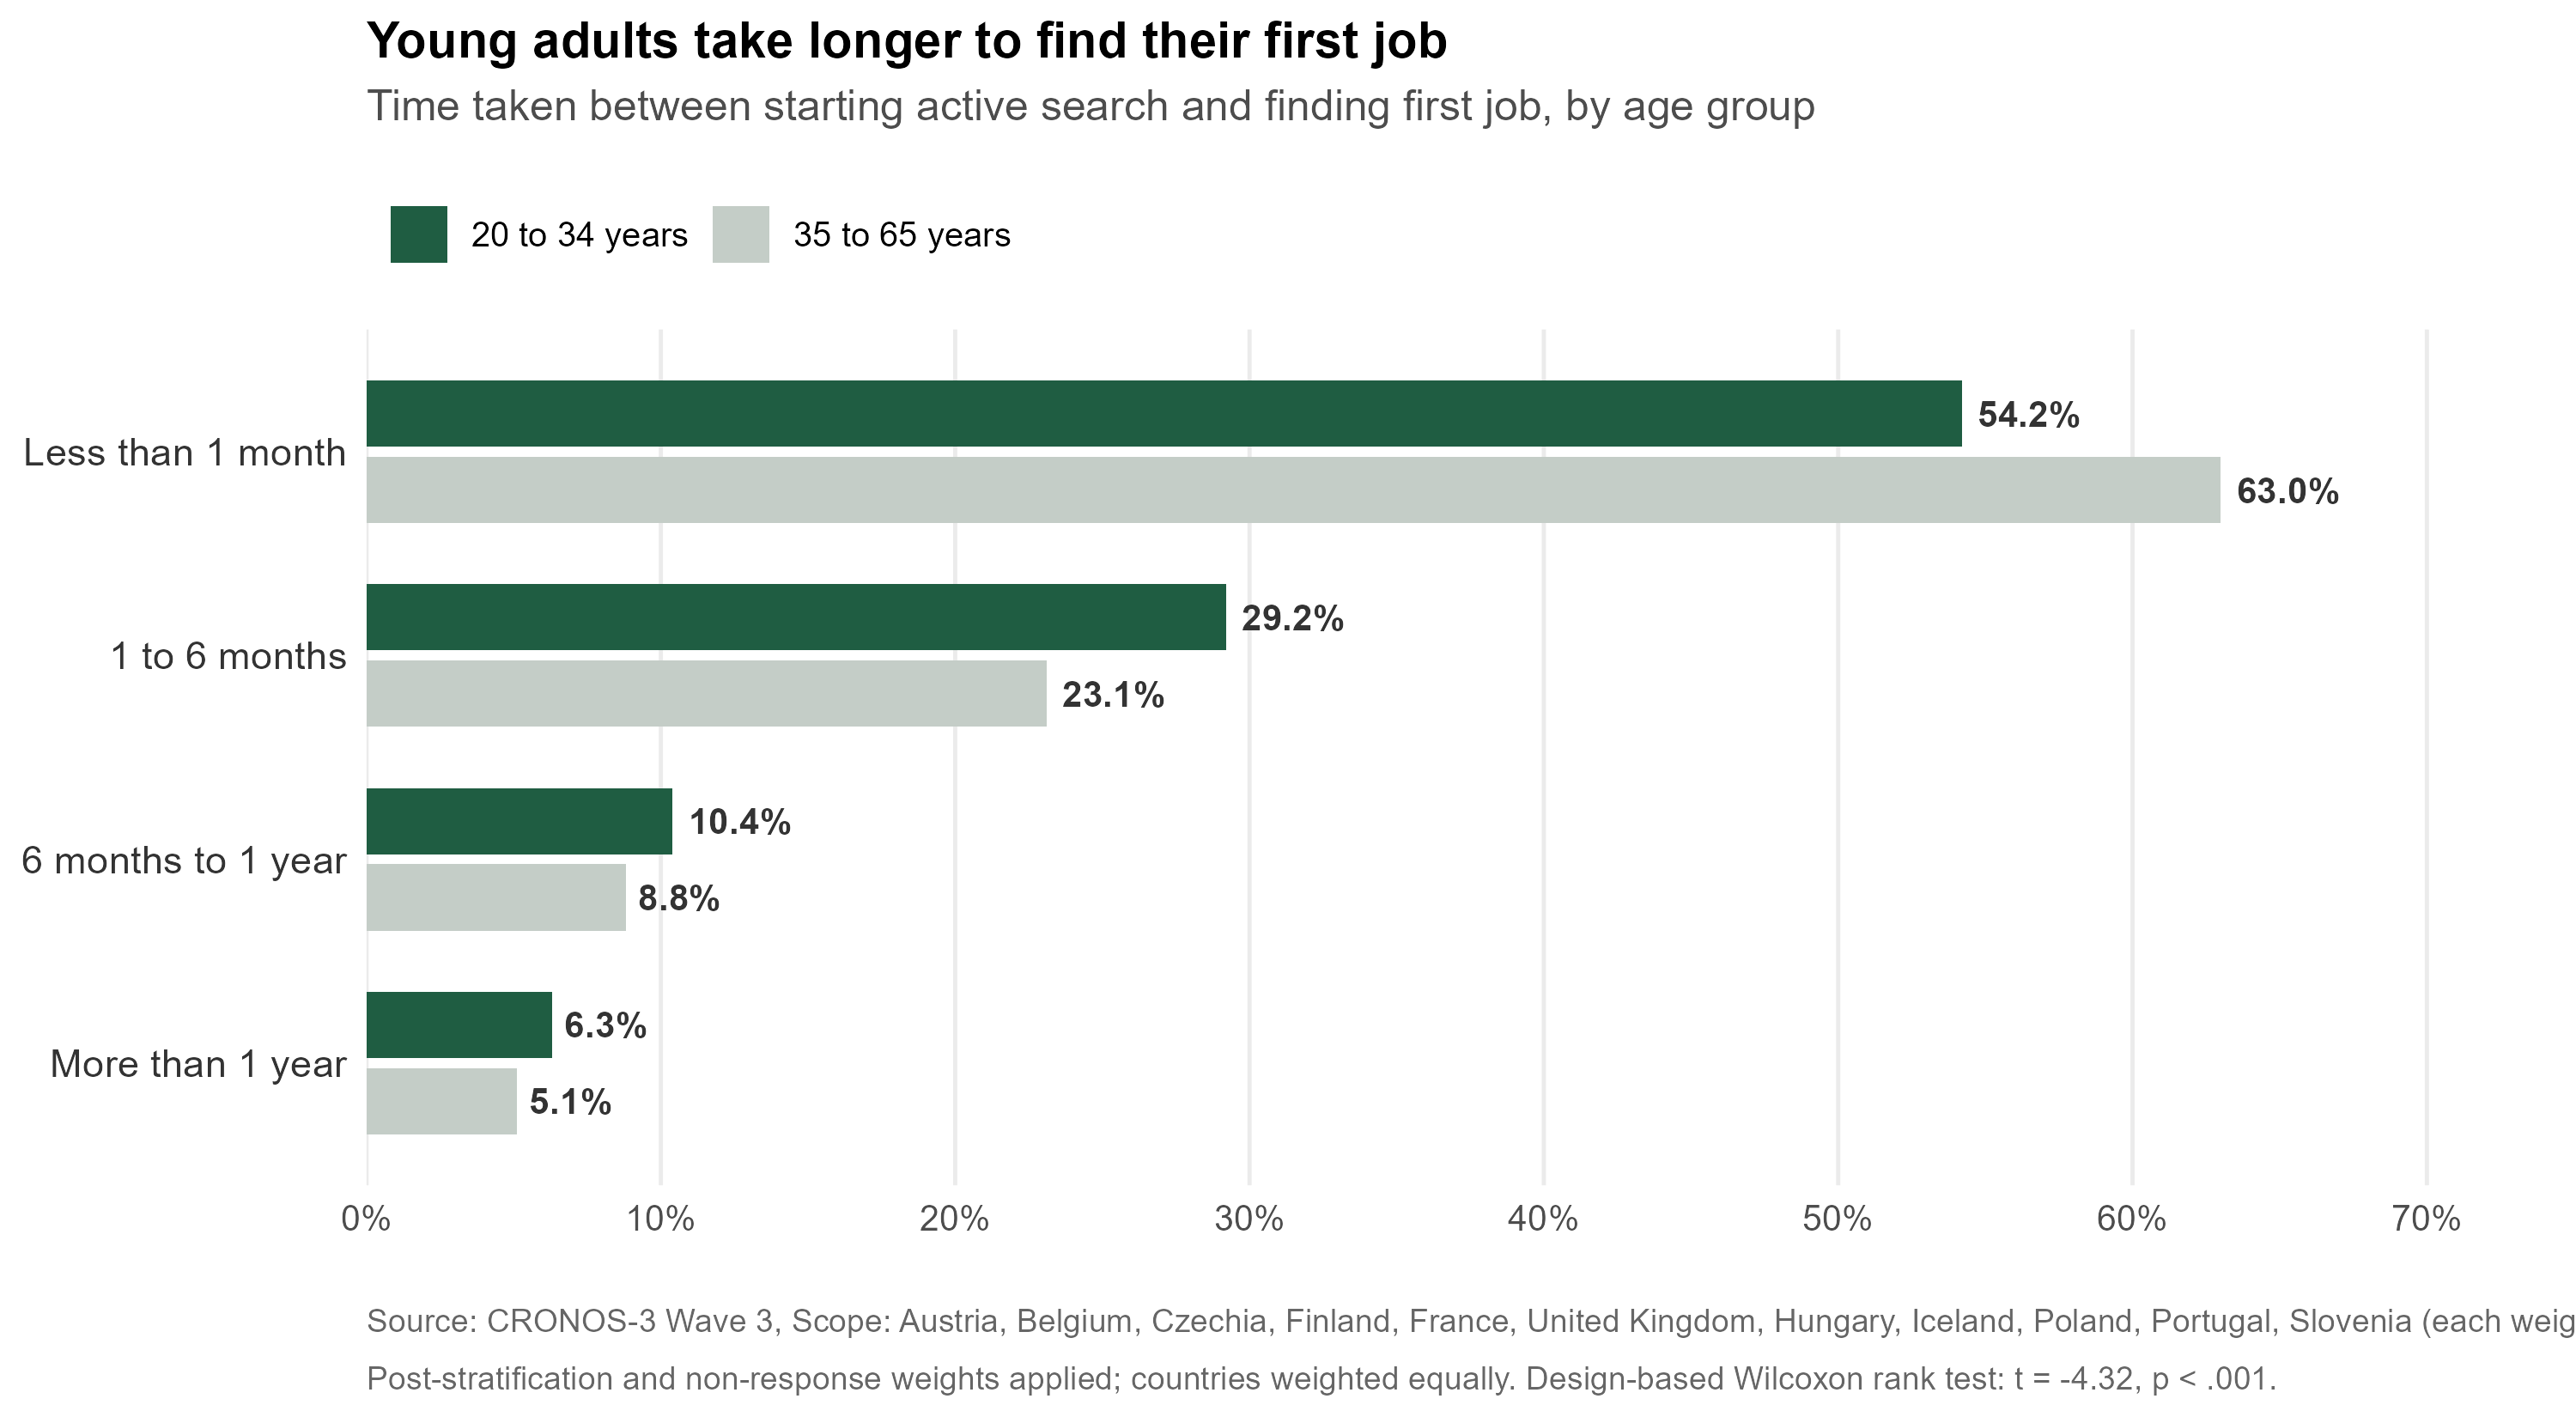 Young adults take longer to find their first job
Time taken between starting active search and finding first job, by age group
20 to 34 years
35 to 65 years
Less than 1 month
54.2%
63.0%
1 to 6 months
29.2%
23.1%
6 months to 1 year
10.4%
8.8%
More than 1 year
6.3%
5.1%
0% 10% 20% 30% 40% 50% 60% 70%
Source: CRONOS-3 Wave 3, Scope: Austria, Belgium, Czechia, Finland, France, United Kingdom, Hungary, Iceland, Poland, Portugal, Slovenia (each
Post-stratification and non-response weights applied; countries weighted equally. Design-based Wilcoxon rank test: t = -4.32, p < .001.